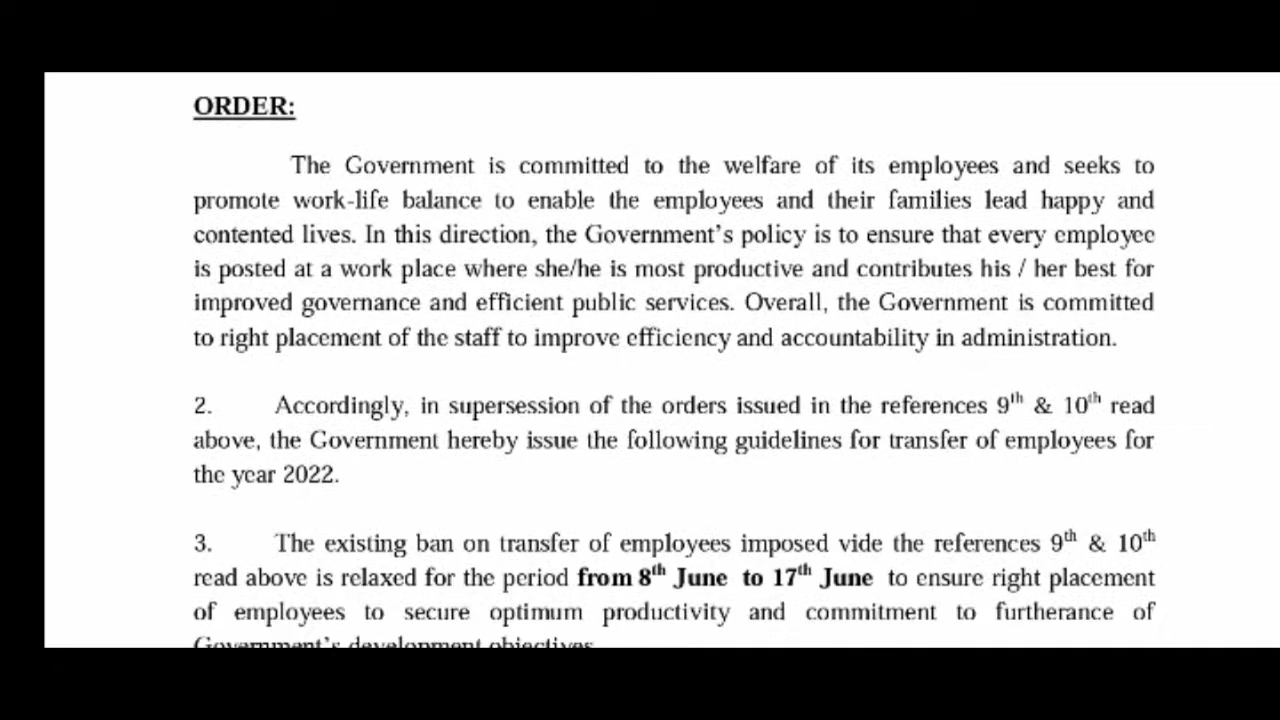 ORDER:
The Government is committed to the welfare of its employees and seeks to
promote work-life balance to enable the employees and their families lead happy and
contented lives. In this direction, the Government's policy is to ensure that every employee
is posted at a work place where she/he is most productive and contributes his / her best for
improved governance and efficient public services. Overall, the Government is committed
to right placement of the staff to improve efficiency and accountability in administration.
2. Accordingly, in supersession of the orders issued in the references 9th & 10th read
above, the Government hereby issue the following guidelines for transfer of employees for
the year 2022.
3. The existing ban on transfer of employees imposed vide the references 9th & 10th
read above is relaxed for the period from 8th June to 17th June to ensure right placement
of employees to secure optimum productivity and commitment to furtherance of
Government's development objectives.